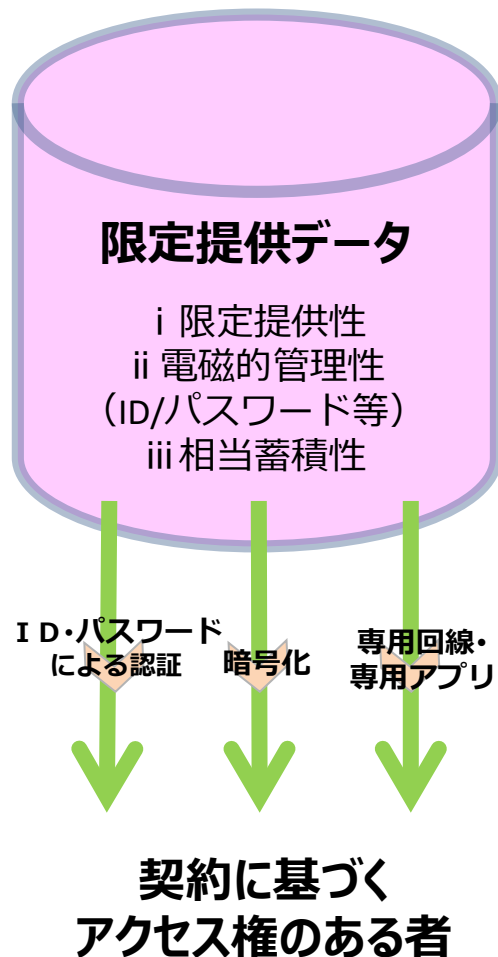 限定提供データ
ⅰ 限定提供性
ⅱ 電磁的管理性
（ID/パスワード等）
ⅲ 相当蓄積性
ＩＤ・パスワード
による認証
暗号化
専用回線・
専用アプリ
契約に基づく
アクセス権のある者